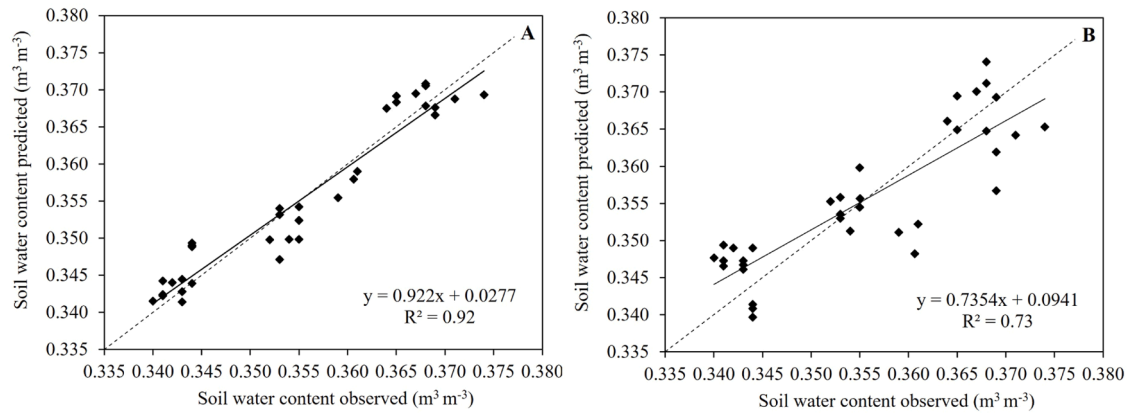 A
Soil water content predicted (m³ m⁻³)
0.380
0.375
0.370
0.365
0.360
0.355
0.350
0.345
0.340
0.335
y = 0.922x + 0.0277
R² = 0.92
0.335 0.340 0.345 0.350 0.355 0.360 0.365 0.370 0.375 0.380
Soil water content observed (m³ m⁻³)
B
Soil water content predicted (m³ m⁻³)
0.380
0.375
0.370
0.365
0.360
0.355
0.350
0.345
0.340
0.335
y = 0.7354x + 0.0941
R² = 0.73
0.335 0.340 0.345 0.350 0.355 0.360 0.365 0.370 0.375 0.380
Soil water content observed (m³ m⁻³)